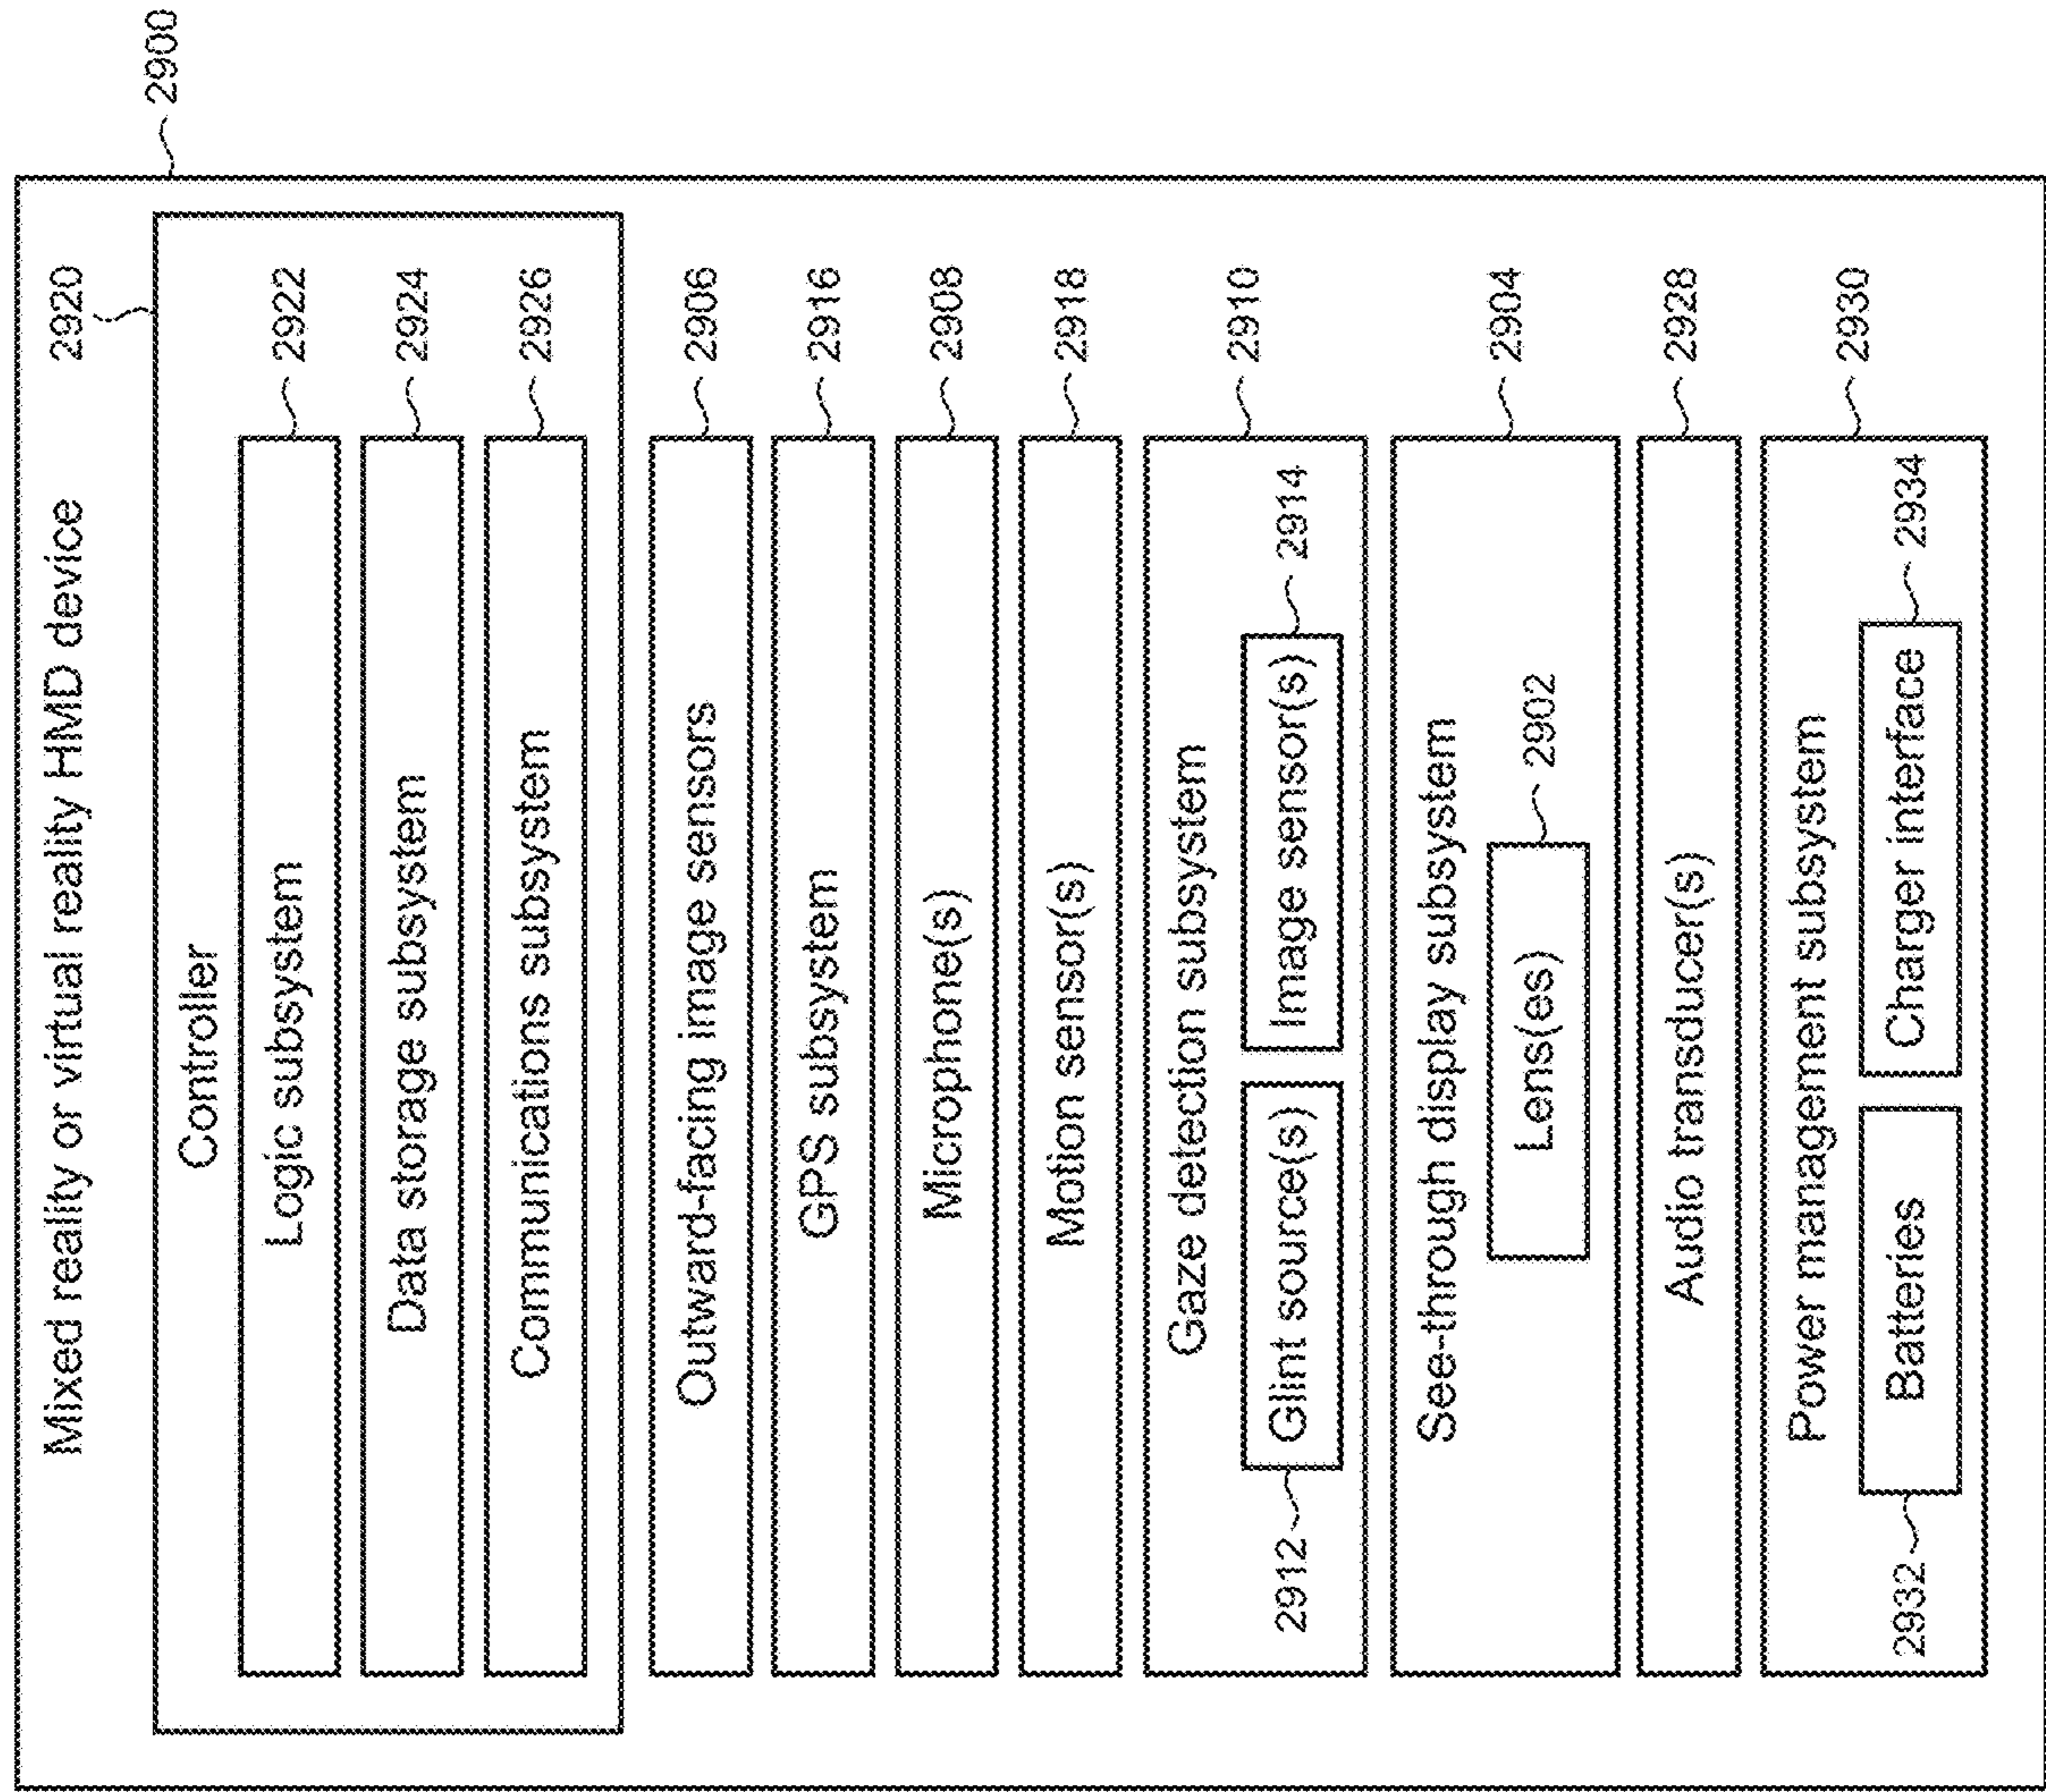 2900
Mixed reality or virtual reality HMD device 2920
Controller
Logic subsystem 2922
Data storage subsystem 2924
Communications subsystem 2926
Outward-facing image sensors 2906
GPS subsystem 2916
Microphone(s) 2908
Motion sensor(s) 2918
Gaze detection subsystem 2910
2912 Glint source(s) Image sensor(s) 2914
See-through display subsystem 2904
Lens(es) 2902
Audio transducer(s) 2928
Power management subsystem 2930
2932 Batteries Charger interface 2934